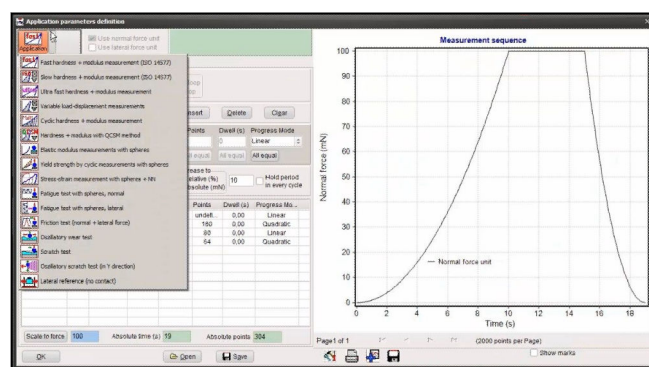 Application parameters definition
Fast
Application
Use normal force unit
Use lateral force unit
Fast hardness + modulus measurement (ISO 14577)
Slow hardness + modulus measurement (ISO 14577)
Ultra fast hardness + modulus measurement
Variable load-displacement measurements
Cyclic hardness + modulus measurement
Hardness + modulus with QCSM method
Elastic modulus measurements with spheres
Yield strength by cyclic measurements with spheres
Stress-strain measurement with spheres + NN
Fatigue test with spheres, normal
Fatigue test with spheres, lateral
Friction test (normal + lateral force)
Oscillatory wear test
Scratch test
Oscillatory scratch test (in Y direction)
Lateral reference (no contact)
Delete
Clear
Points
Dwell (s)
Progress Mode
0
Linear
All equal
All equal
All equal
10
Hold period
in every cycle
Points
Dwell (s)
Progress Mo...
undefi...
0,00
Linear
160
0,00
Quadratic
80
0,00
Linear
64
0,00
Quadratic
Scale to force
100
Absolute time (s)
19
Absolute points
304
OK
Open
Save
Measurement sequence
Normal force (mN)
100
90
80
70
60
50
40
30
20
10
0
Normal force unit
0 2 4 6 8 10 12 14 16 18
Time (s)
Page1 of 1
(2000 points per Page)
Show marks